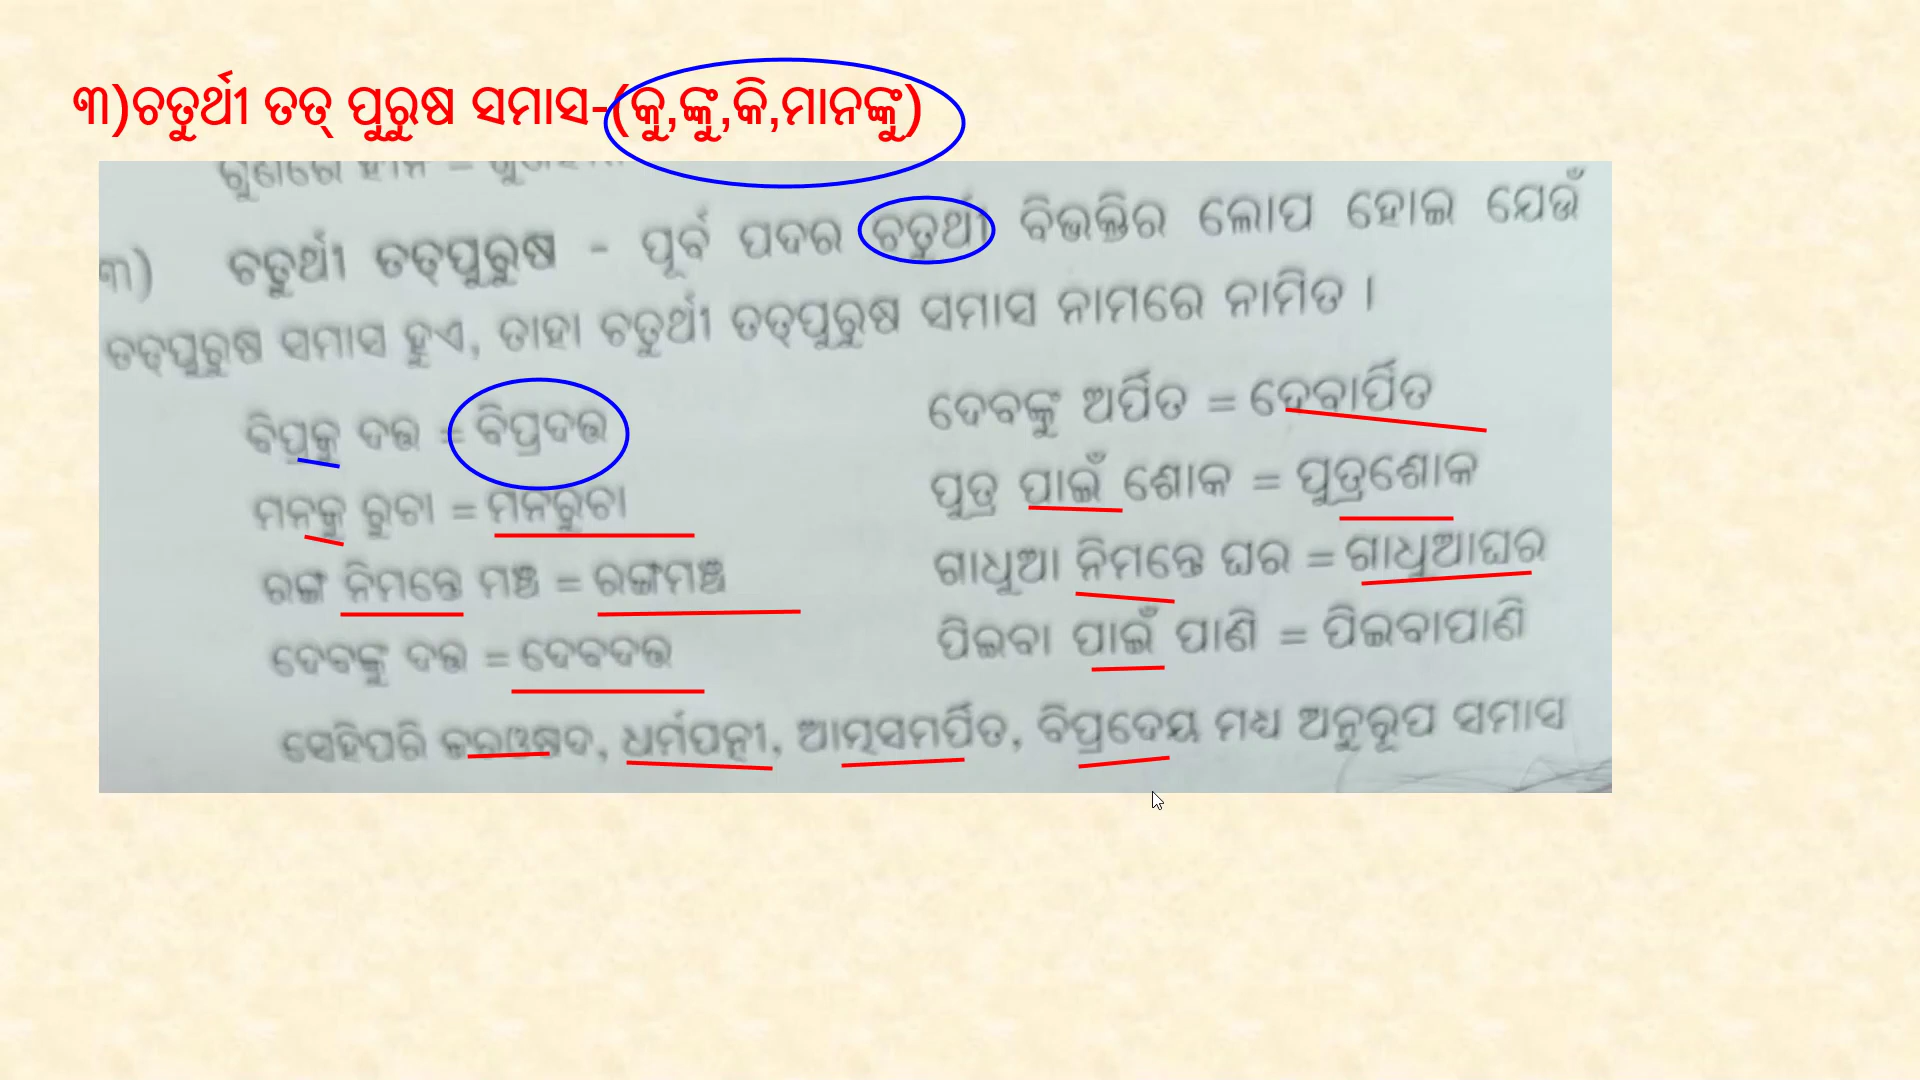 ୩)ଚତୁର୍ଥୀ ତତ୍ ପୁରୁଷ ସମାସ-(କୁ,ଙ୍କୁ,କି,ମାନଙ୍କୁ)
ଗୁଣରେ ହୀନ =
୩) ଚତୁର୍ଥୀ ତତ୍‌ପୁରୁଷ - ପୂର୍ବ ପଦର ଚତୁର୍ଥୀ ବିଭକ୍ତିର ଲୋପ ହୋଇ ଯେଉଁ
ତତ୍‌ପୁରୁଷ ସମାସ ହୁଏ, ତାହା ଚତୁର୍ଥୀ ତତ୍‌ପୁରୁଷ ସମାସ ନାମରେ ନାମିତ ।
ବିପ୍ରକୁ ଦତ୍ତ = ବିପ୍ରଦତ୍ତ
ମନକୁ ରୁଚା = ମନରୁଚା
ରଙ୍ଗ ନିମନ୍ତେ ମଞ୍ଚ = ରଙ୍ଗମଞ୍ଚ
ଦେବଙ୍କୁ ଦତ୍ତ = ଦେବଦତ୍ତ
ଦେବଙ୍କୁ ଅର୍ପିତ = ଦେବାର୍ପିତ
ପୁତ୍ର ପାଇଁ ଶୋକ = ପୁତ୍ରଶୋକ
ଗାଧୁଆ ନିମନ୍ତେ ଘର = ଗାଧୁଆଘର
ପିଇବା ପାଇଁ ପାଣି = ପିଇବାପାଣି
ସେହିପରି ଧର୍ମପତ୍ନୀ, ଆତ୍ମସମର୍ପିତ, ବିପ୍ରଦେୟ ମଧ୍ୟ ଅନୁରୂପ ସମାସ